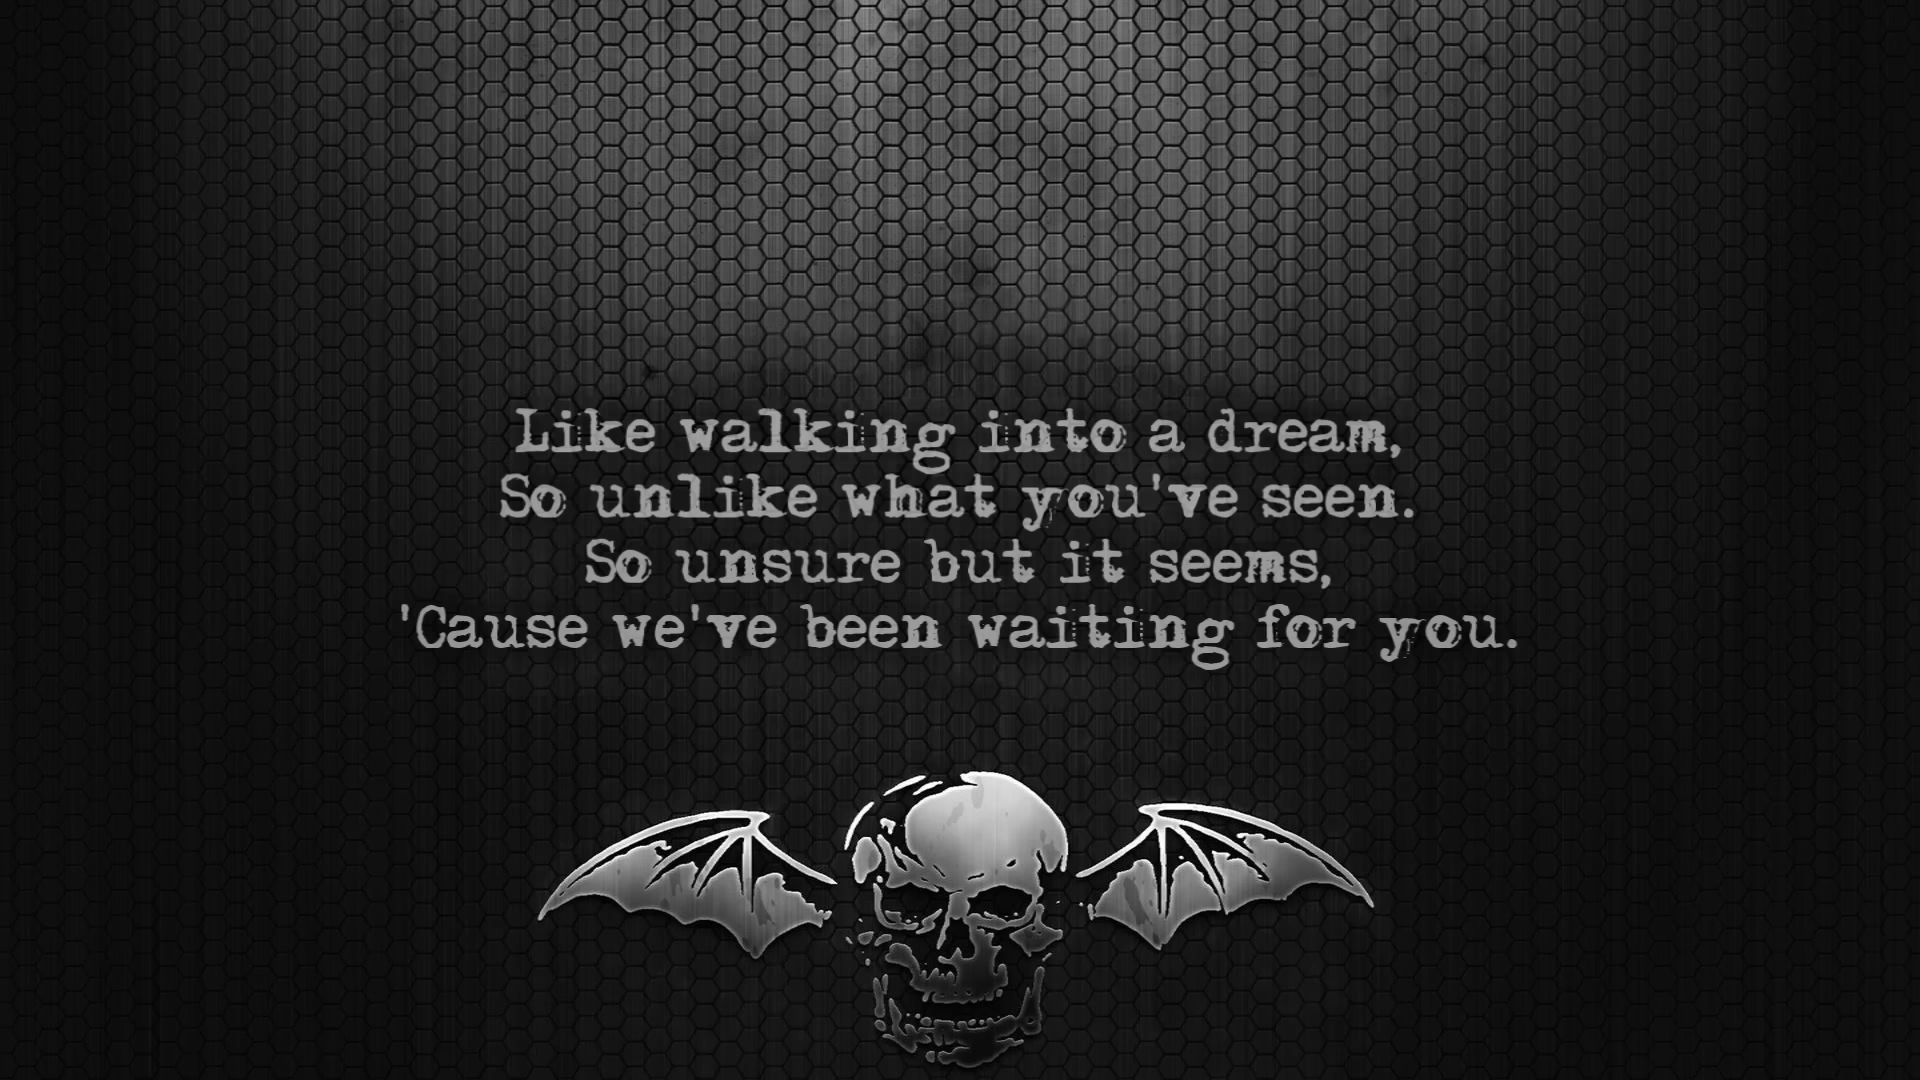 Like walking into a dream,
So unlike what you've seen.
So unsure but it seems,
'Cause we've been waiting for you.